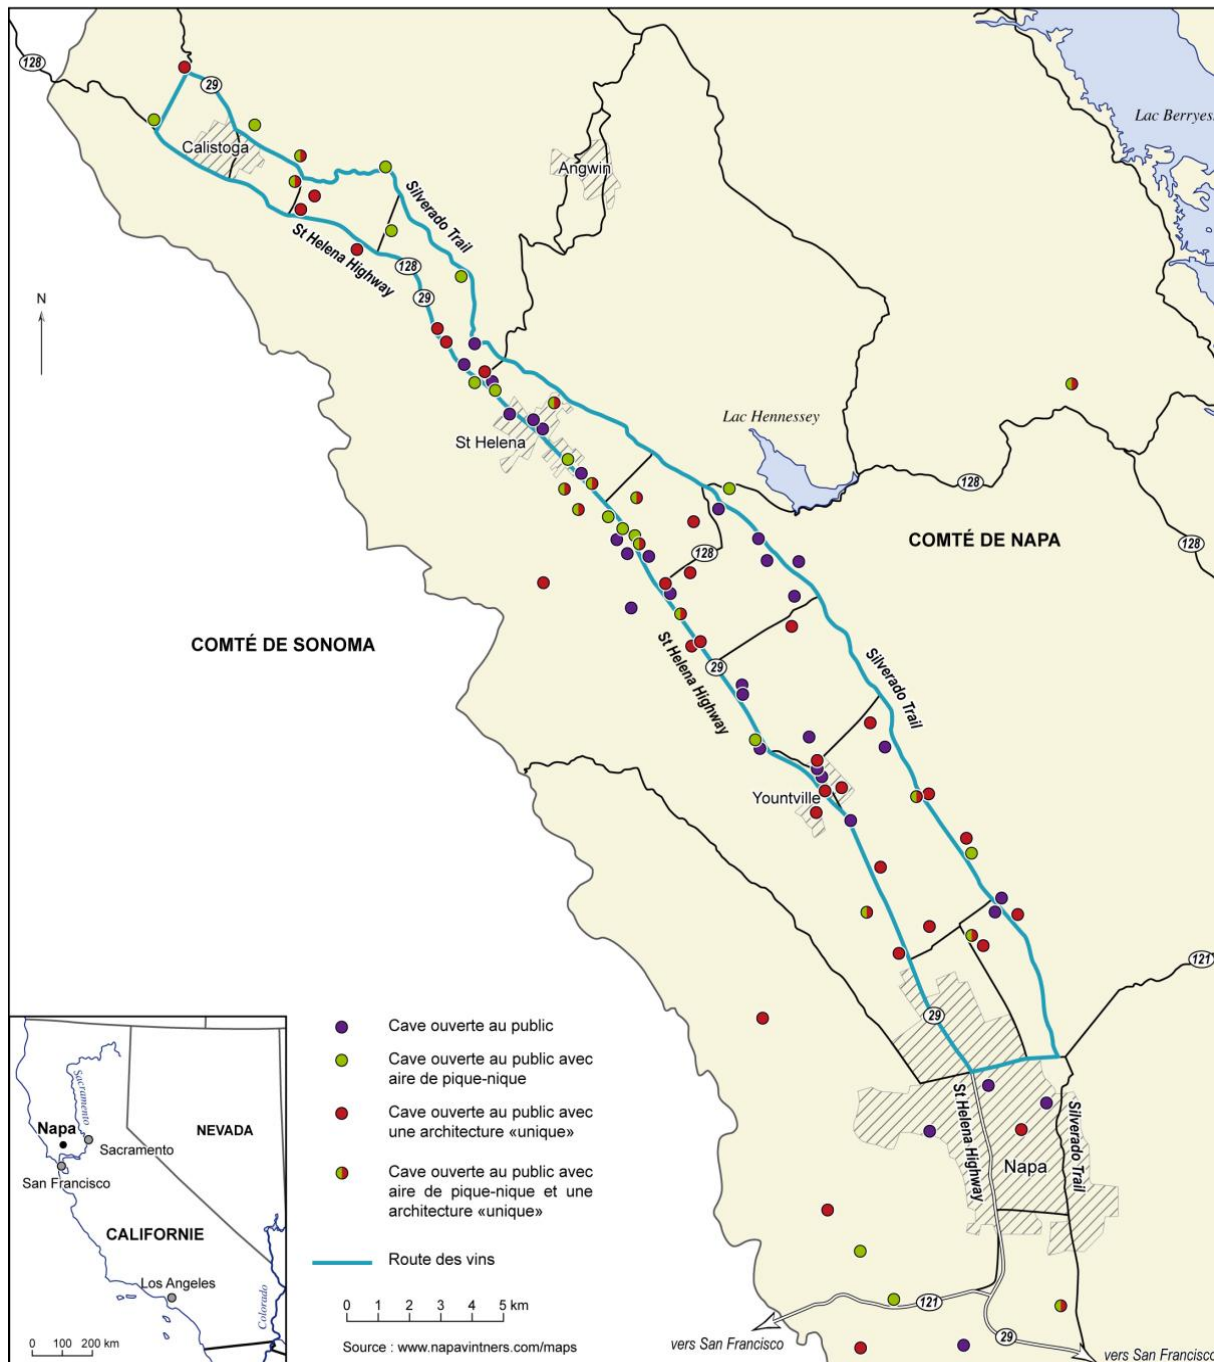 128
29
Lac Berryes
Calistoga
Angwin
Silverado Trail
St Helena Highway
128
29
N
Lac Hennessey
St Helena
128
COMTÉ DE NAPA
128
128
COMTÉ DE SONOMA
29
St Helena Highway
Silverado Trail
Yountville
121
29
St Helena Highway
Silverado Trail
Napa
121
29
vers San Francisco
vers San Francisco
Sacramento
Napa
NEVADA
Sacramento
San Francisco
CALIFORNIE
Los Angeles
Colorado
0 100 200 km
Cave ouverte au public
Cave ouverte au public avec
aire de pique-nique
Cave ouverte au public avec
une architecture «unique»
Cave ouverte au public avec
aire de pique-nique et une
architecture «unique»
Route des vins
0 1 2 3 4 5 km
Source : www.napavintners.com/maps